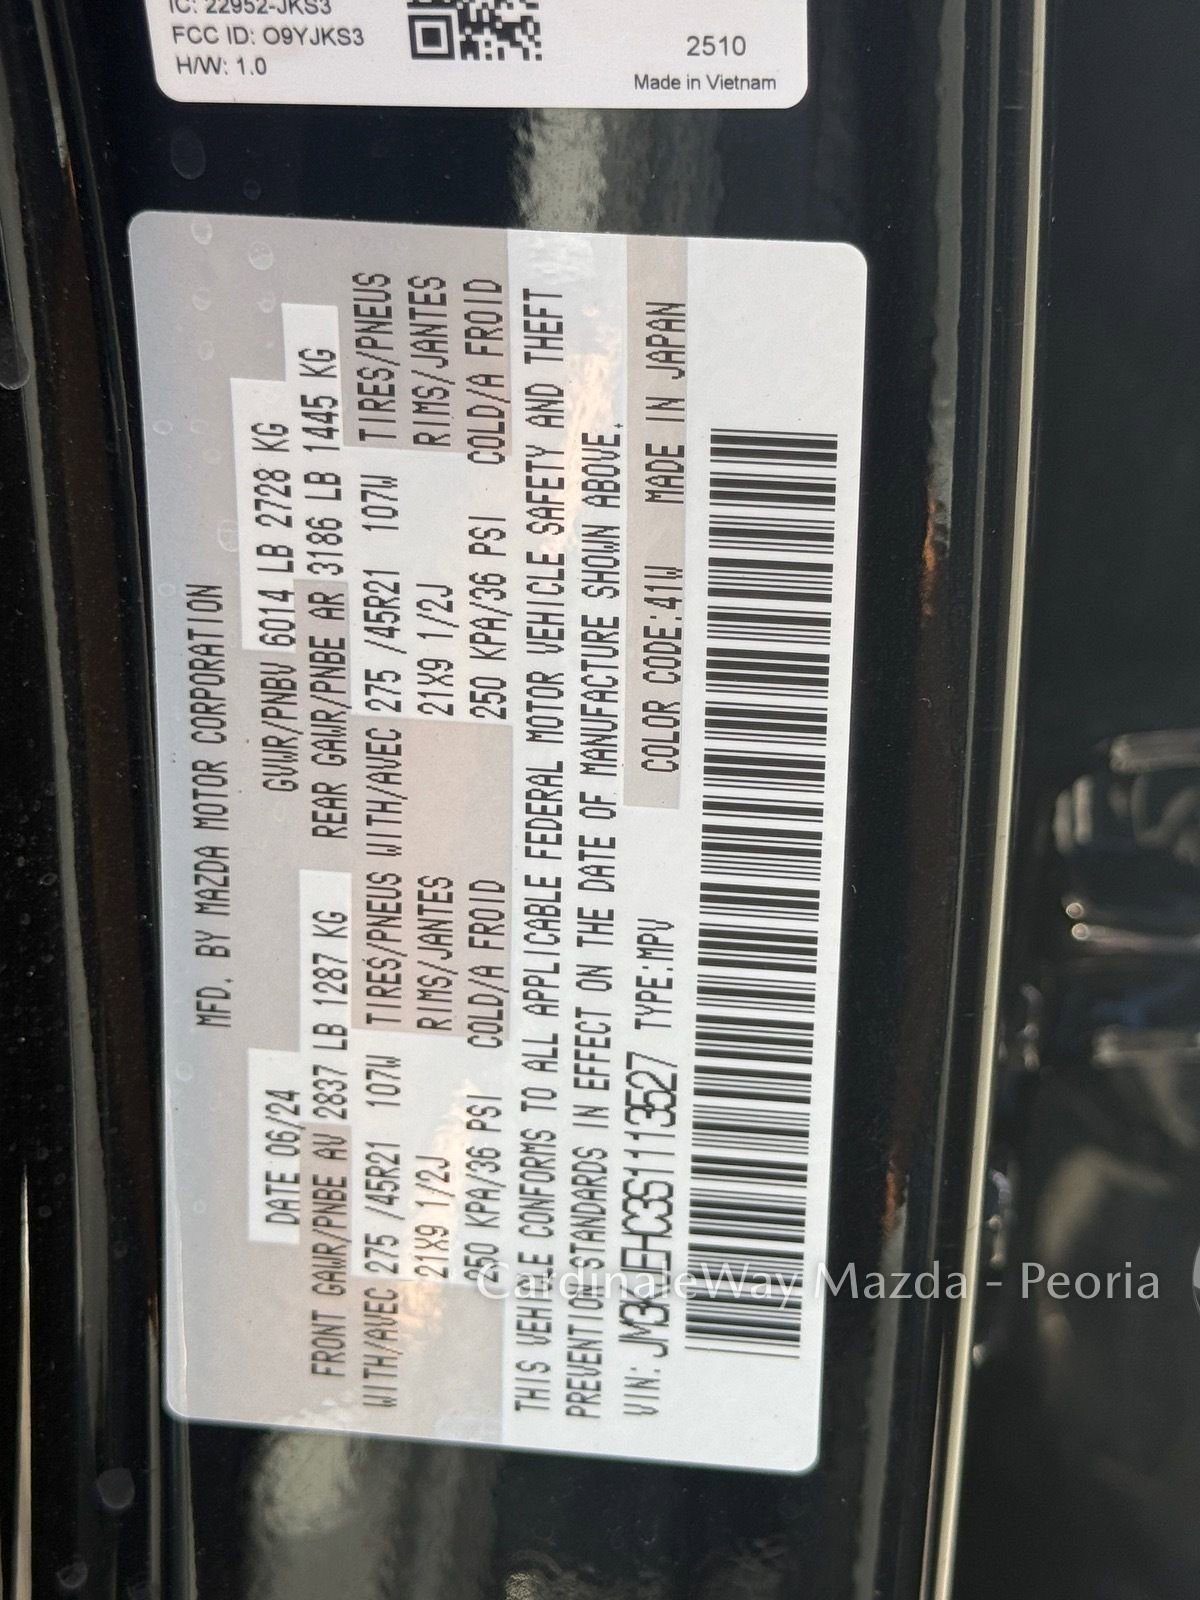 IC: 22952-JKS3
FCC ID: O9YJKS3
H/W: 1.0
2510
Made in Vietnam
MFD. BY MAZDA MOTOR CORPORATION
DATE 06/24 GVWR/PNBV 6014 LB 2728 KG
FRONT GAWR/PNBE AV 2837 LB 1287 KG REAR GAWR/PNBE AR 3186 LB 1445 KG
WITH/AVEC 275 /45R21 107W TIRES/PNEUS WITH/AVEC 275 /45R21 107W TIRES/PNEUS
21X9 1/2J RIMS/JANTES 21X9 1/2J RIMS/JANTES
250 KPA/36 PSI COLD/A FROID 250 KPA/36 PSI COLD/A FROID
THIS VEHICLE CONFORMS TO ALL APPLICABLE FEDERAL MOTOR VEHICLE SAFETY AND THEFT
PREVENTION STANDARDS IN EFFECT ON THE DATE OF MANUFACTURE SHOWN ABOVE.
VIN: JM3KJEHC3S1113527 TYPE:MPV COLOR CODE:41W MADE IN JAPAN
CardinaleWay Mazda - Peoria